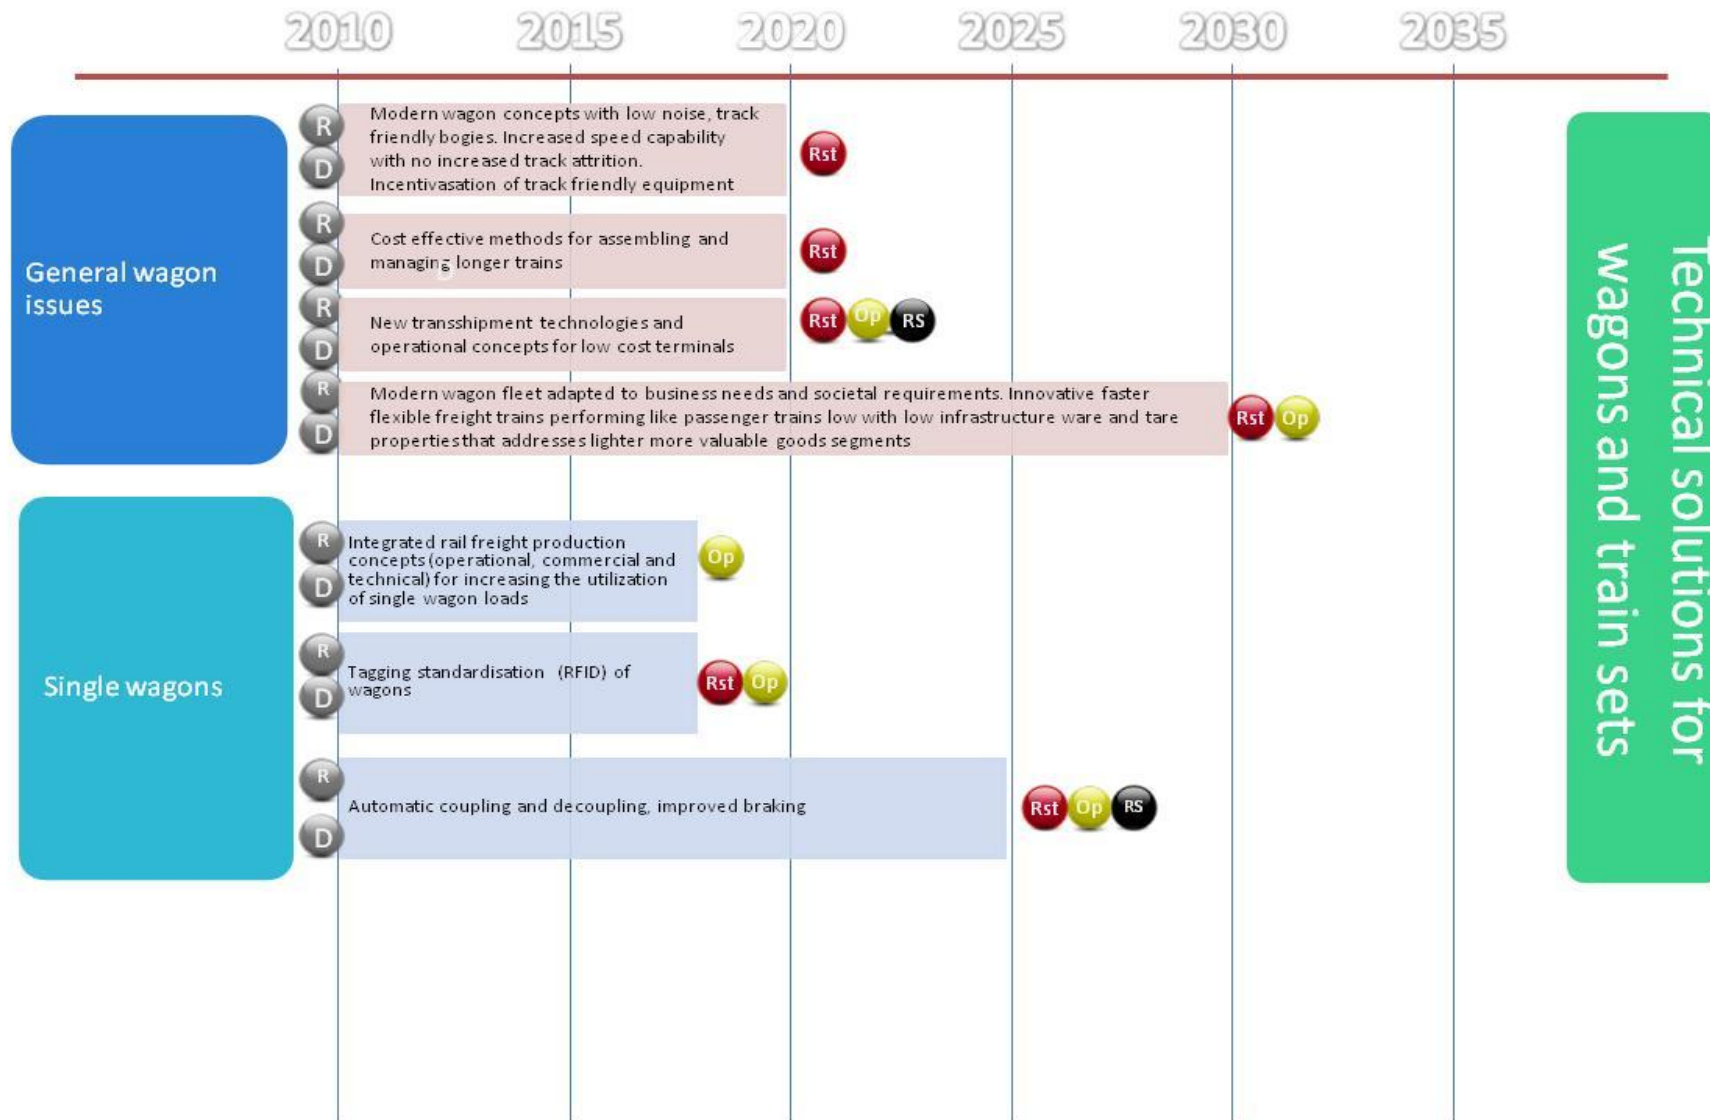 2010 2015 2020 2025 2030 2035
General wagon
issues
R
D
Modern wagon concepts with low noise, track
friendly bogies. Increased speed capability
with no increased track attrition.
Incentivasation of track friendly equipment
Rst
R
D
Cost effective methods for assembling and
managing longer trains
D
Rst
R
D
New transshipment technologies and
operational concepts for low cost terminals
Rst Op RS
R
D
Modern wagon fleet adapted to business needs and societal requirements. Innovative faster
flexible freight trains performing like passenger trains low with low infrastructure ware and tare
properties that addresses lighter more valuable goods segments
Rst Op
Single wagons
R
D
Integrated rail freight production
concepts (operational, commercial and
technical) for increasing the utilization
of single wagon loads
Op
R
D
Tagging standardisation (RFID) of
wagons
Rst Op
R
D
Automatic coupling and decoupling, improved braking
Rst Op RS
Technical solutions for
wagons and train sets